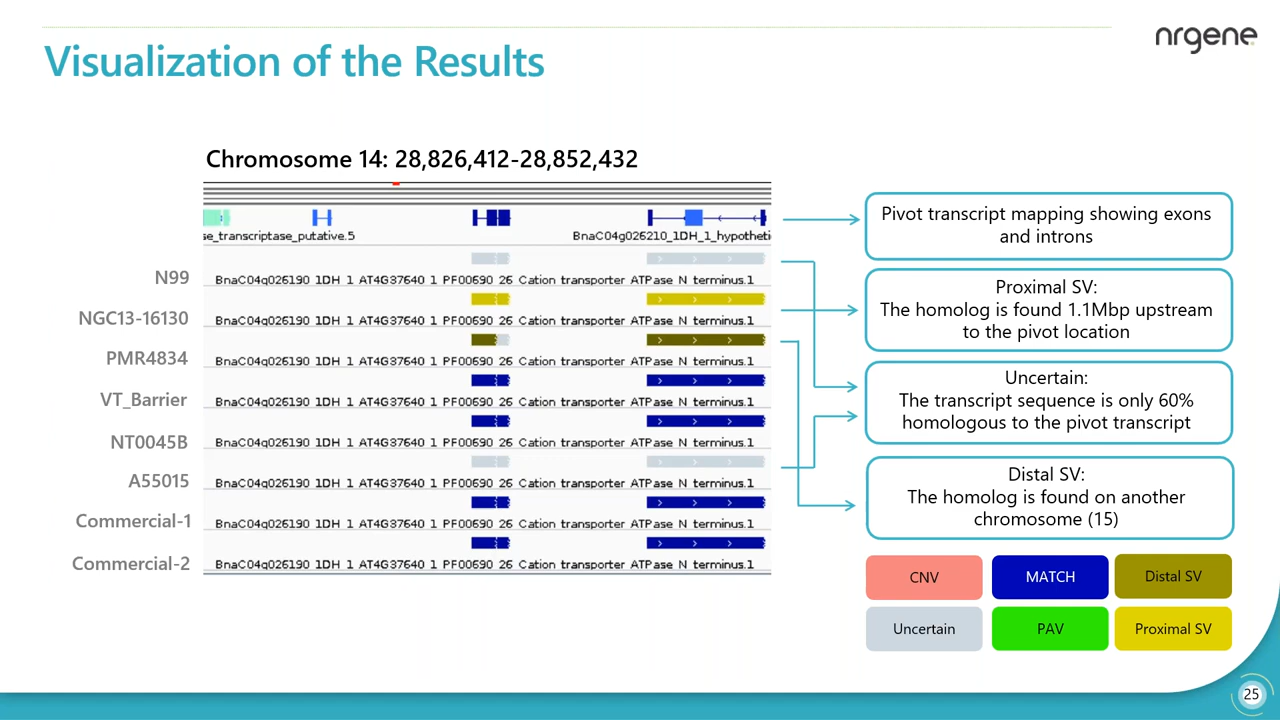 nrgene
Visualization of the Results
Chromosome 14: 28,826,412-28,852,432
se_transcriptase_putative.5
BnaC04g026210_1DH_1_hypotheti
N99
BnaC04g026190 1DH 1 AT4G37640 1 PF00690 26 Cation transporter ATPase N terminus.1
NGC13-16130
BnaC04g026190 1DH 1 AT4G37640 1 PF00690 26 Cation transporter ATPase N terminus.1
PMR4834
BnaC04g026190 1DH 1 AT4G37640 1 PF00690 26 Cation transporter ATPase N terminus.1
VT_Barrier
BnaC04g026190 1DH 1 AT4G37640 1 PF00690 26 Cation transporter ATPase N terminus.1
NT0045B
BnaC04g026190 1DH 1 AT4G37640 1 PF00690 26 Cation transporter ATPase N terminus.1
A55015
BnaC04g026190 1DH 1 AT4G37640 1 PF00690 26 Cation transporter ATPase N terminus.1
Commercial-1
BnaC04g026190 1DH 1 AT4G37640 1 PF00690 26 Cation transporter ATPase N terminus.1
Commercial-2
BnaC04g026190 1DH 1 AT4G37640 1 PF00690 26 Cation transporter ATPase N terminus.1
Pivot transcript mapping showing exons
and introns
Proximal SV:
The homolog is found 1.1Mbp upstream
to the pivot location
Uncertain:
The transcript sequence is only 60%
homologous to the pivot transcript
Distal SV:
The homolog is found on another
chromosome (15)
CNV
MATCH
Distal SV
Uncertain
PAV
Proximal SV
25